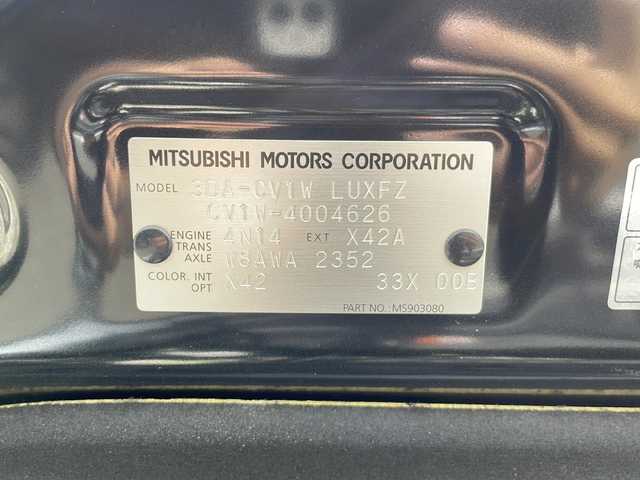 MITSUBISHI MOTORS CORPORATION
MODEL 3DA-CV1W LUXFZ
CV1W-4004626
ENGINE 4N14 EXT X42A
TRANS AXLE W8AWA 2352
COLOR. INT OPT X42 33X 00E
PART NO.: MS903080